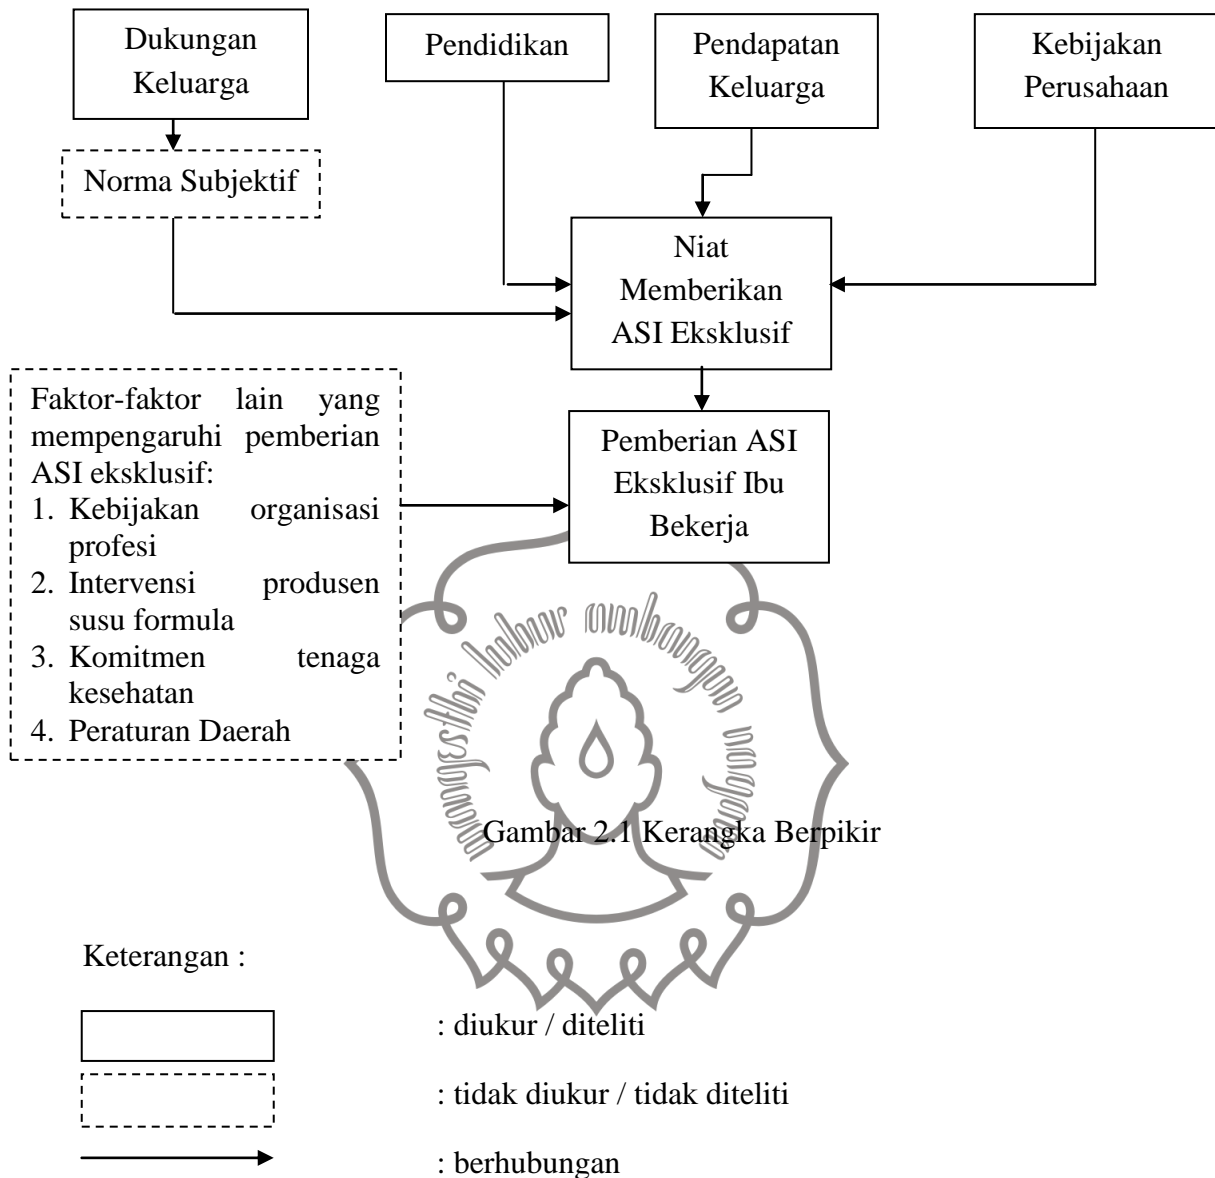 Dukungan
Keluarga
Pendidikan
Pendapatan
Keluarga
Kebijakan
Perusahaan
Norma Subjektif
Niat
Memberikan
ASI Eksklusif
Faktor-faktor lain yang
mempengaruhi pemberian
ASI eksklusif:
1. Kebijakan organisasi
profesi
2. Intervensi produsen
susu formula
3. Komitmen tenaga
kesehatan
4. Peraturan Daerah
Pemberian ASI
Eksklusif Ibu
Bekerja
Gambar 2.1 Kerangka Berpikir
Keterangan :
: diukur / diteliti
: tidak diukur / tidak diteliti
: berhubungan